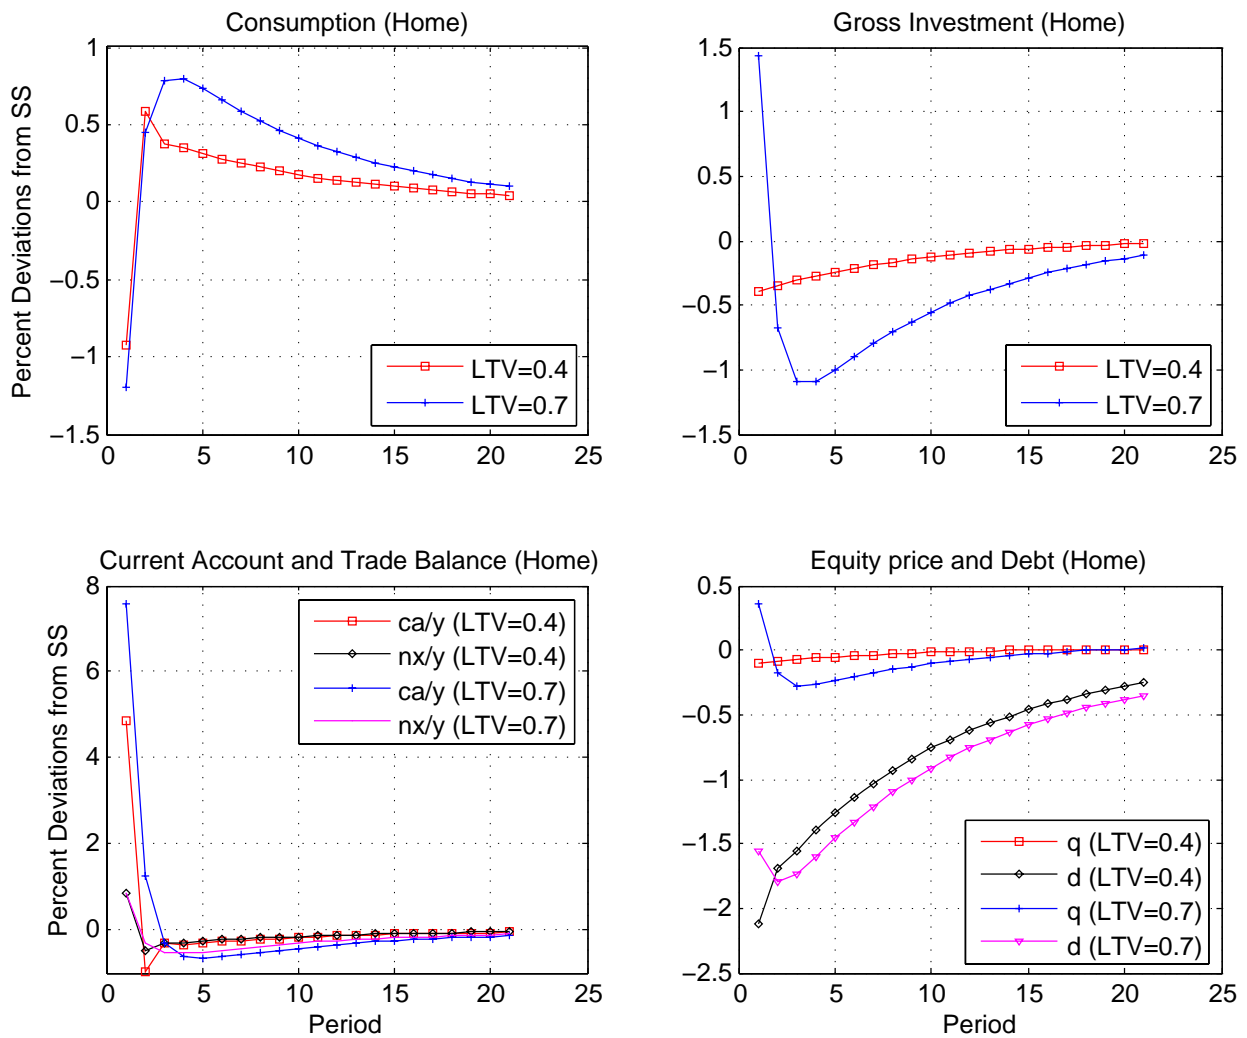 Consumption (Home)
Percent Deviations from SS
1
0.5
0
−0.5
−1
−1.5
0
5
10
15
20
25
LTV=0.4
LTV=0.7
Gross Investment (Home)
1.5
1
0.5
0
−0.5
−1
−1.5
0
5
10
15
20
25
LTV=0.4
LTV=0.7
Current Account and Trade Balance (Home)
Percent Deviations from SS
8
6
4
2
0
0
5
10
15
20
25
Period
ca/y (LTV=0.4)
nx/y (LTV=0.4)
ca/y (LTV=0.7)
nx/y (LTV=0.7)
Equity price and Debt (Home)
0.5
0
−0.5
−1
−1.5
−2
−2.5
0
5
10
15
20
25
Period
q (LTV=0.4)
d (LTV=0.4)
q (LTV=0.7)
d (LTV=0.7)